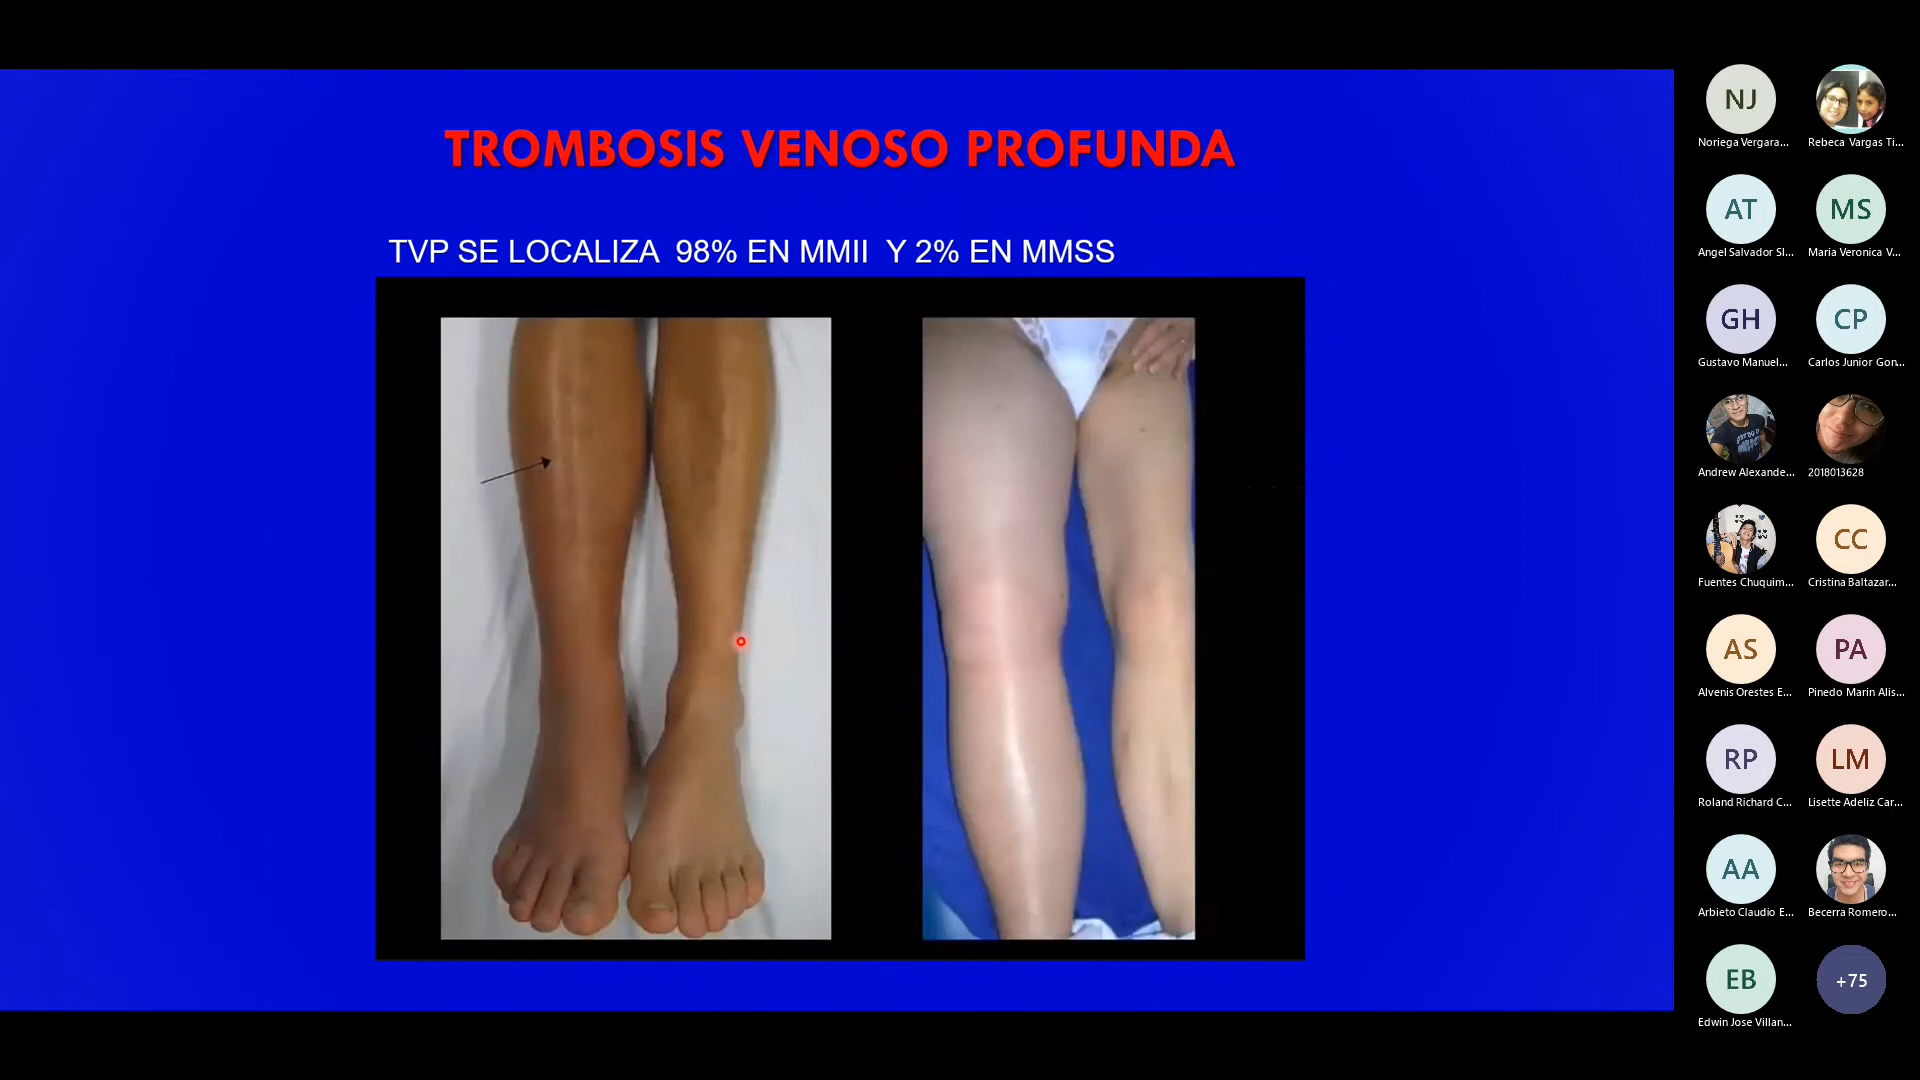 TROMBOSIS VENOSO PROFUNDA
TVP SE LOCALIZA 98% EN MMII Y 2% EN MMSS
NJ
Noriega Vergara...
Rebeca Vargas Ti...
AT
Angel Salvador Sl...
MS
Maria Veronica V...
GH
Gustavo Manuel...
CP
Carlos Junior Gon...
Andrew Alexande...
2018013628
Fuentes Chuquim...
CC
Cristina Baltazar...
AS
Alvenis Orestes E...
PA
Pinedo Marin Alis...
RP
Roland Richard C...
LM
Lisette Adeliz Car...
AA
Arbieto Claudio E...
Becerra Romero...
EB
Edwin Jose Villan...
+75